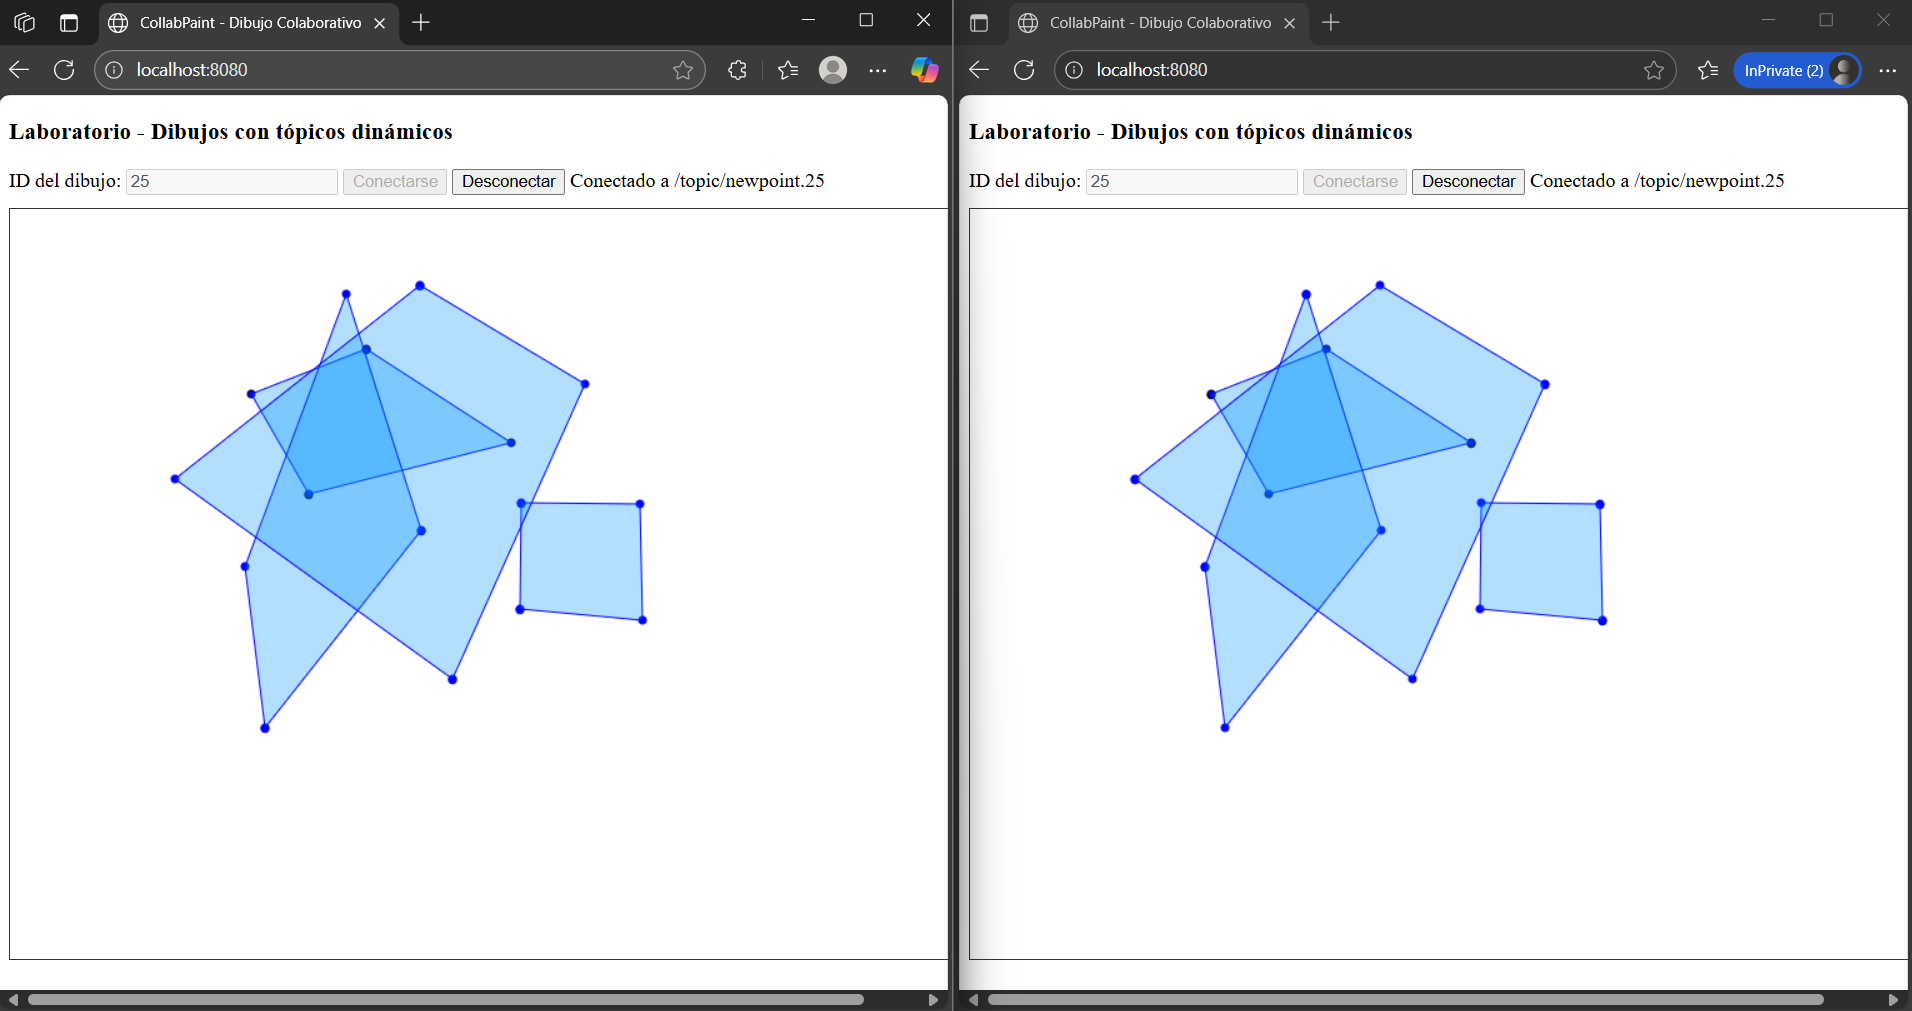 CollabPaint - Dibujo Colaborativo
localhost:8080
Laboratorio - Dibujos con tópicos dinámicos
ID del dibujo: 25 Conectarse Desconectar Conectado a /topic/newpoint.25
CollabPaint - Dibujo Colaborativo
localhost:8080
InPrivate (2)
Laboratorio - Dibujos con tópicos dinámicos
ID del dibujo: 25 Conectarse Desconectar Conectado a /topic/newpoint.25